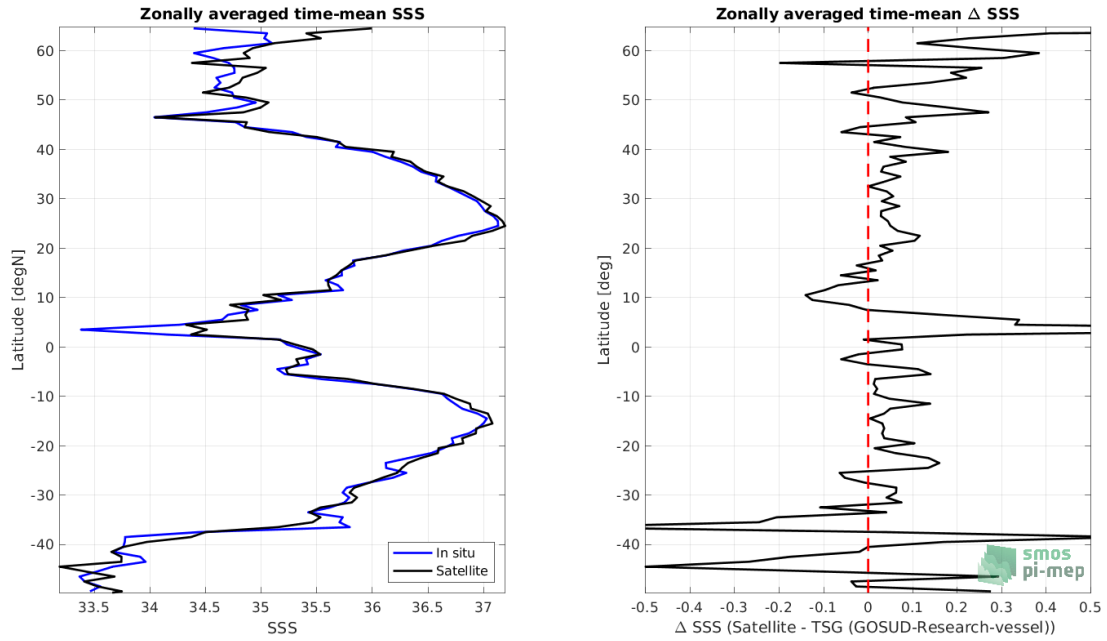 Zonally averaged time-mean SSS
60
50
40
30
20
10
0
-10
-20
-30
-40
Latitude [degN]
In situ
Satellite
33.5 34 34.5 35 35.5 36 36.5 37
SSS
Zonally averaged time-mean Δ SSS
60
50
40
30
20
10
0
-10
-20
-30
-40
Latitude [deg]
smos
pi-mep
-0.5 -0.4 -0.3 -0.2 -0.1 0 0.1 0.2 0.3 0.4 0.5
Δ SSS (Satellite - TSG (GOSUD-Research-vessel))